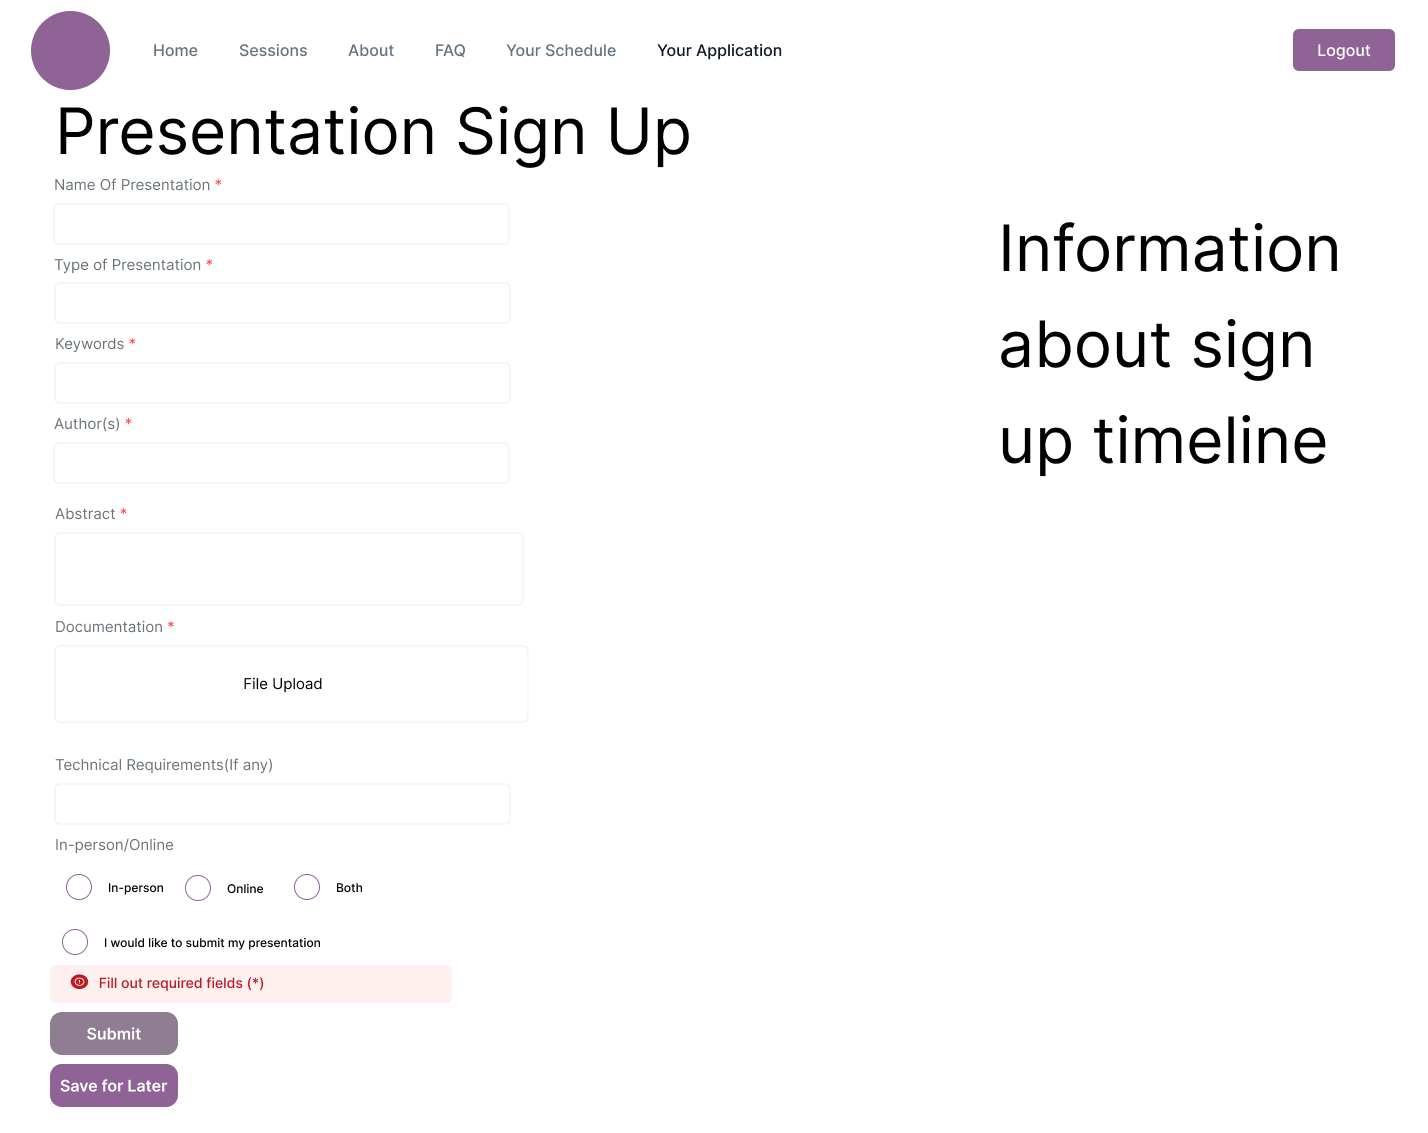 Home Sessions About FAQ Your Schedule Your Application Logout
Presentation Sign Up
Name Of Presentation *
Type of Presentation *
Keywords *
Author(s) *
Abstract *
Documentation *
File Upload
Technical Requirements(If any)
In-person/Online
In-person Online Both
I would like to submit my presentation
Fill out required fields (*)
Submit
Save for Later
Information
about sign
up timeline